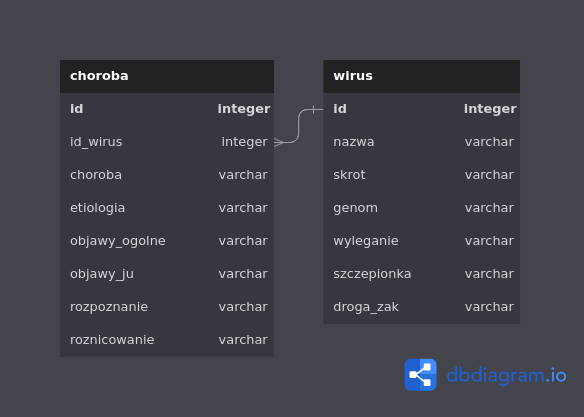 choroba
id integer
id_wirus integer
choroba varchar
etiologia varchar
objawy_ogolne varchar
objawy_ju varchar
rozpoznanie varchar
roznicowanie varchar
wirus
id integer
nazwa varchar
skrot varchar
genom varchar
wyleganie varchar
szczepionka varchar
droga_zak varchar
dbdiagram.io